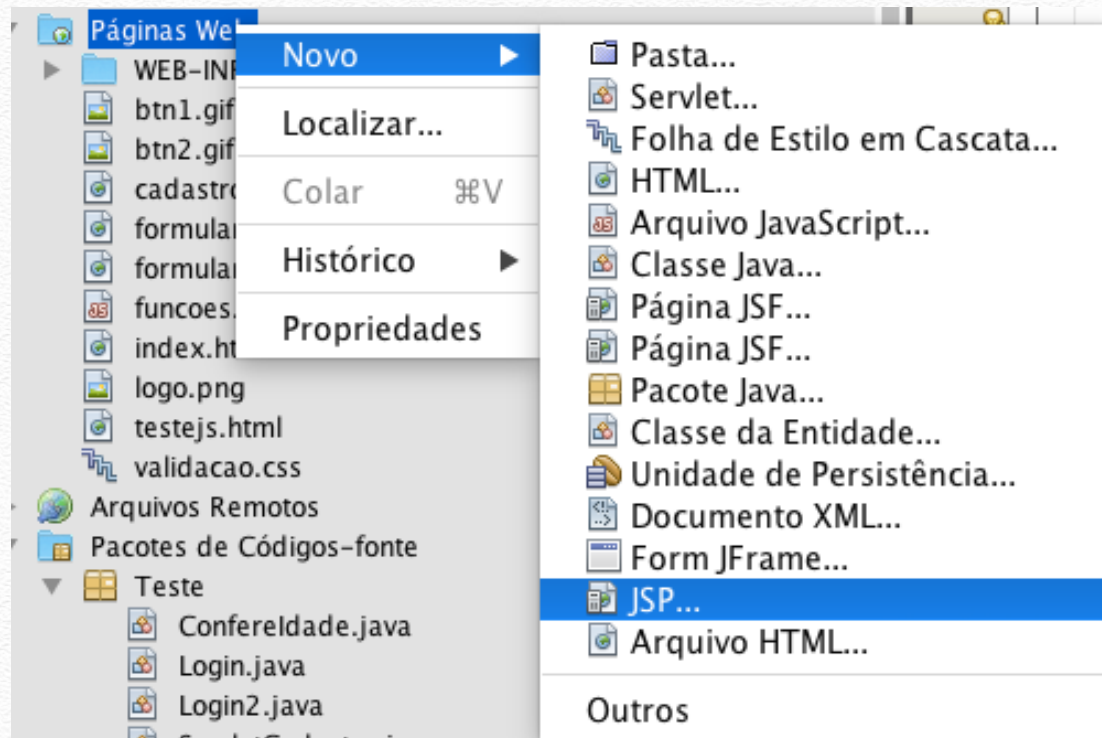 Páginas We
WEB-INF
btn1.gif
btn2.gif
cadastro
formular
formular
funcoes.
index.ht
logo.png
testejs.html
validacao.css
Arquivos Remotos
Pacotes de Códigos-fonte
Teste
ConfereIdade.java
Login.java
Login2.java
Novo
Localizar...
Colar ⌘V
Histórico
Propriedades
Pasta...
Servlet...
Folha de Estilo em Cascata...
HTML...
Arquivo JavaScript...
Classe Java...
Página JSF...
Página JSF...
Pacote Java...
Classe da Entidade...
Unidade de Persistência...
Documento XML...
Form JFrame...
JSP...
Arquivo HTML...
Outros